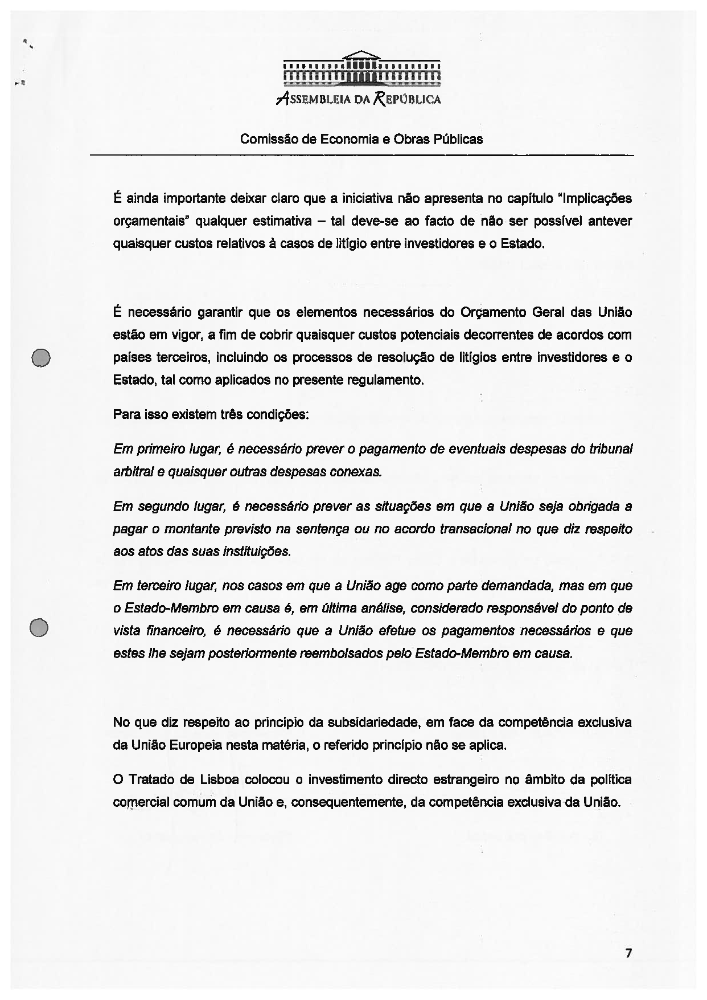 ASSEMBLEIA DA REPÚBLICA
Comissão de Economia e Obras Públicas
É ainda importante deixar claro que a iniciativa não apresenta no capítulo "Implicações
orçamentais" qualquer estimativa – tal deve-se ao facto de não ser possível antever
quaisquer custos relativos à casos de litígio entre investidores e o Estado.
É necessário garantir que os elementos necessários do Orçamento Geral das União
estão em vigor, a fim de cobrir quaisquer custos potenciais decorrentes de acordos com
países terceiros, incluindo os processos de resolução de litígios entre investidores e o
Estado, tal como aplicados no presente regulamento.
Para isso existem três condições:
Em primeiro lugar, é necessário prever o pagamento de eventuais despesas do tribunal
arbitral e quaisquer outras despesas conexas.
Em segundo lugar, é necessário prever as situações em que a União seja obrigada a
pagar o montante previsto na sentença ou no acordo transacional no que diz respeito
aos atos das suas instituições.
Em terceiro lugar, nos casos em que a União age como parte demandada, mas em que
o Estado-Membro em causa é, em última análise, considerado responsável do ponto de
vista financeiro, é necessário que a União efetue os pagamentos necessários e que
estes lhe sejam posteriormente reembolsados pelo Estado-Membro em causa.
No que diz respeito ao princípio da subsidariedade, em face da competência exclusiva
da União Europeia nesta matéria, o referido princípio não se aplica.
O Tratado de Lisboa colocou o investimento directo estrangeiro no âmbito da política
comercial comum da União e, consequentemente, da competência exclusiva da União.
7